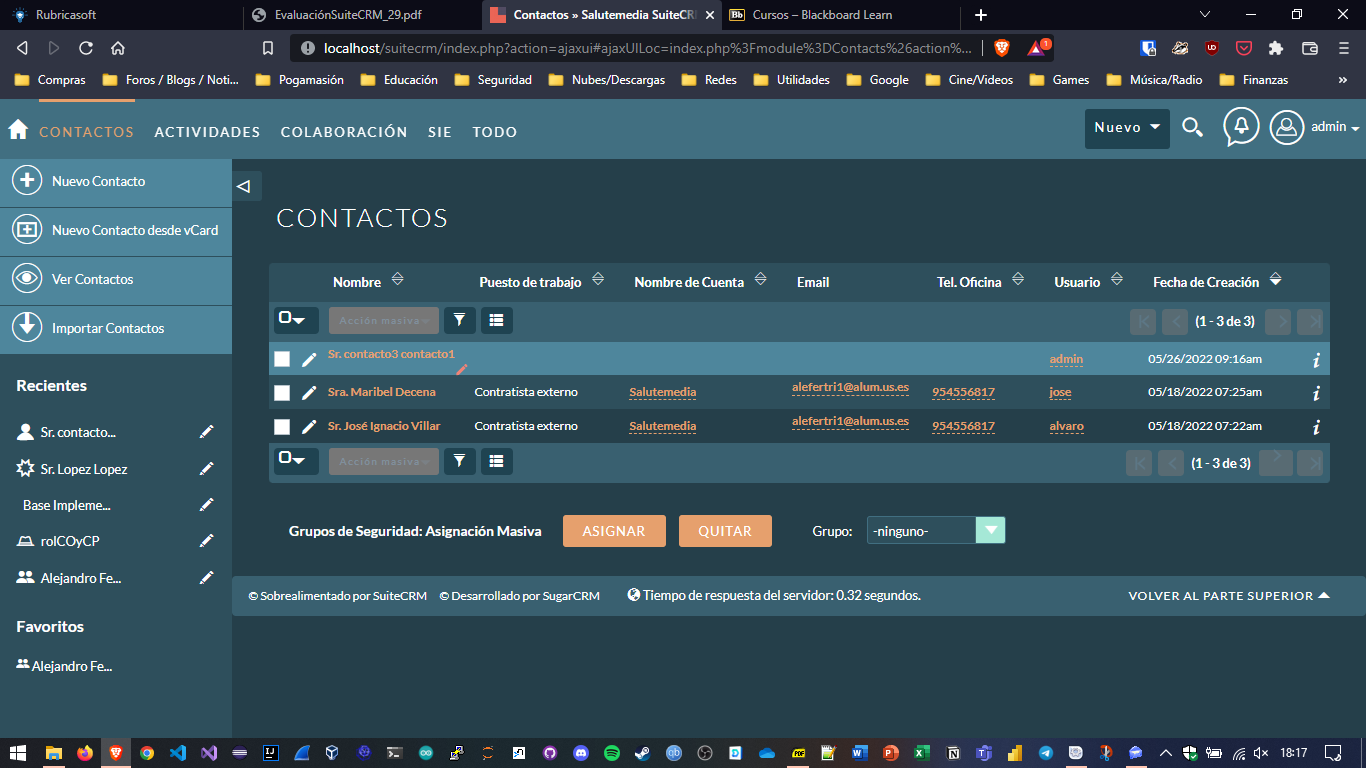 Rubricasoft
EvaluaciónSuiteCRM_29.pdf
Contactos » Salutemedia SuiteCR
Bb
Cursos – Blackboard Learn
localhost/suitecrm/index.php?action=ajaxui#ajaxUILoc=index.php%3Fmodule%3DContacts%26action%...
1
Compras
Foros / Blogs / Noti...
Pogamasión
Educación
Seguridad
Nubes/Descargas
Redes
Utilidades
Google
Cine/Videos
Games
Música/Radio
Finanzas
»
CONTACTOS
ACTIVIDADES
COLABORACIÓN
SIE
TODO
Nuevo
admin
Nuevo Contacto
Nuevo Contacto desde vCard
Ver Contactos
Importar Contactos
Recientes
Sr. contacto...
Sr. Lopez Lopez
Base Impleme...
rolCOyCP
Alejandro Fe...
Favoritos
Alejandro Fe...
CONTACTOS
Nombre Puesto de trabajo Nombre de Cuenta Email Tel. Oficina Usuario Fecha de Creación
Acción masiva (1 - 3 de 3)
Sr. contacto3 contacto1 admin 05/26/2022 09:16am i
Sra. Maribel Decena Contratista externo Salutemedia alefertri1@alum.us.es 954556817 jose 05/18/2022 07:25am i
Sr. José Ignacio Villar Contratista externo Salutemedia alefertri1@alum.us.es 954556817 alvaro 05/18/2022 07:22am i
Acción masiva (1 - 3 de 3)
Grupos de Seguridad: Asignación Masiva ASIGNAR QUITAR Grupo: -ninguno-
© Sobrealimentado por SuiteCRM © Desarrollado por SugarCRM Tiempo de respuesta del servidor: 0.32 segundos. VOLVER AL PARTE SUPERIOR
18:17